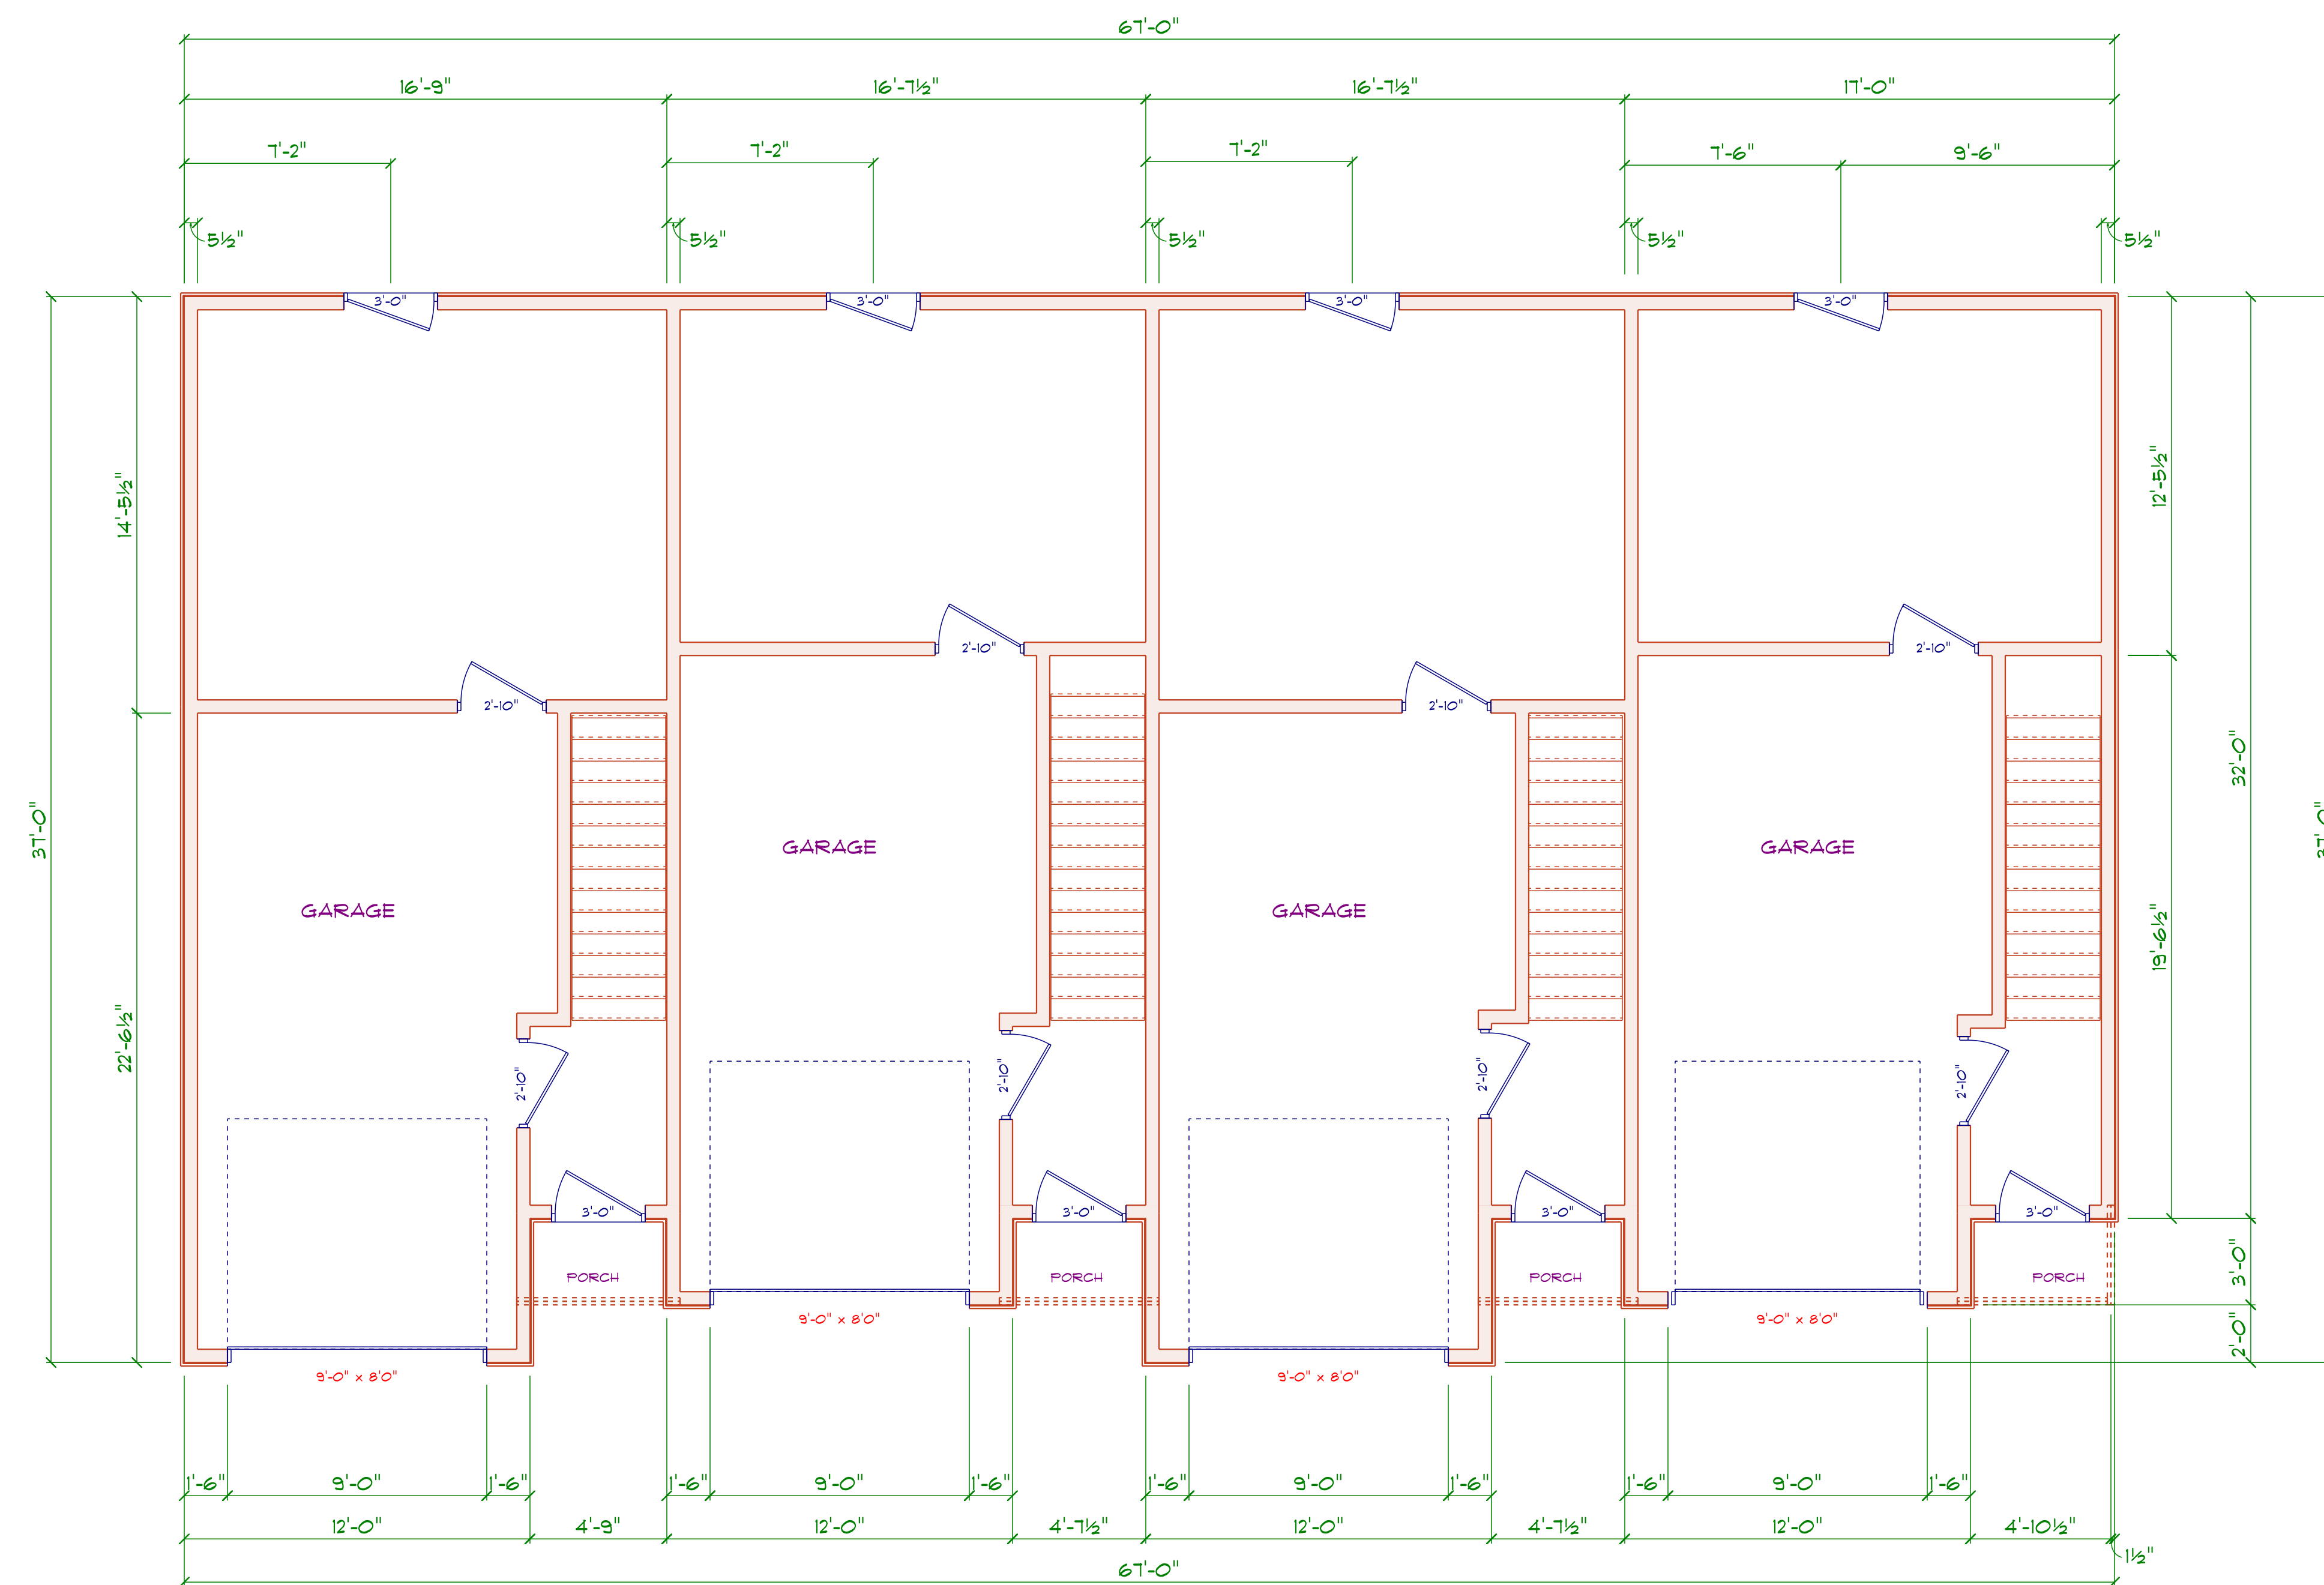 67'-0"
16'-9" 16'-7½" 16'-7½" 17'-0"
7'-2" 7'-2" 7'-2" 7'-6" 9'-6"
5½" 5½" 5½" 5½" 5½"
3'-0" 3'-0" 3'-0" 3'-0"
14'-5½" 12'-5½"
2'-10" 2'-10"
2'-10" 2'-10"
37'-0" 32'-0" 37'-0"
GARAGE GARAGE
GARAGE GARAGE
22'-6½" 19'-6½"
2'-10" 2'-10" 2'-10" 2'-10"
3'-0" 3'-0" 3'-0" 3'-0"
PORCH PORCH PORCH PORCH
3'-0"
9'-0" x 8'0" 9'-0" x 8'0"
2'-0"
9'-0" x 8'0" 9'-0" x 8'0"
1'-6" 9'-0" 1'-6" 1'-6" 9'-0" 1'-6" 1'-6" 9'-0" 1'-6" 1'-6" 9'-0" 1'-6"
12'-0" 4'-9" 12'-0" 4'-7½" 12'-0" 4'-7½" 12'-0" 4'-10½"
1½"
67'-0"